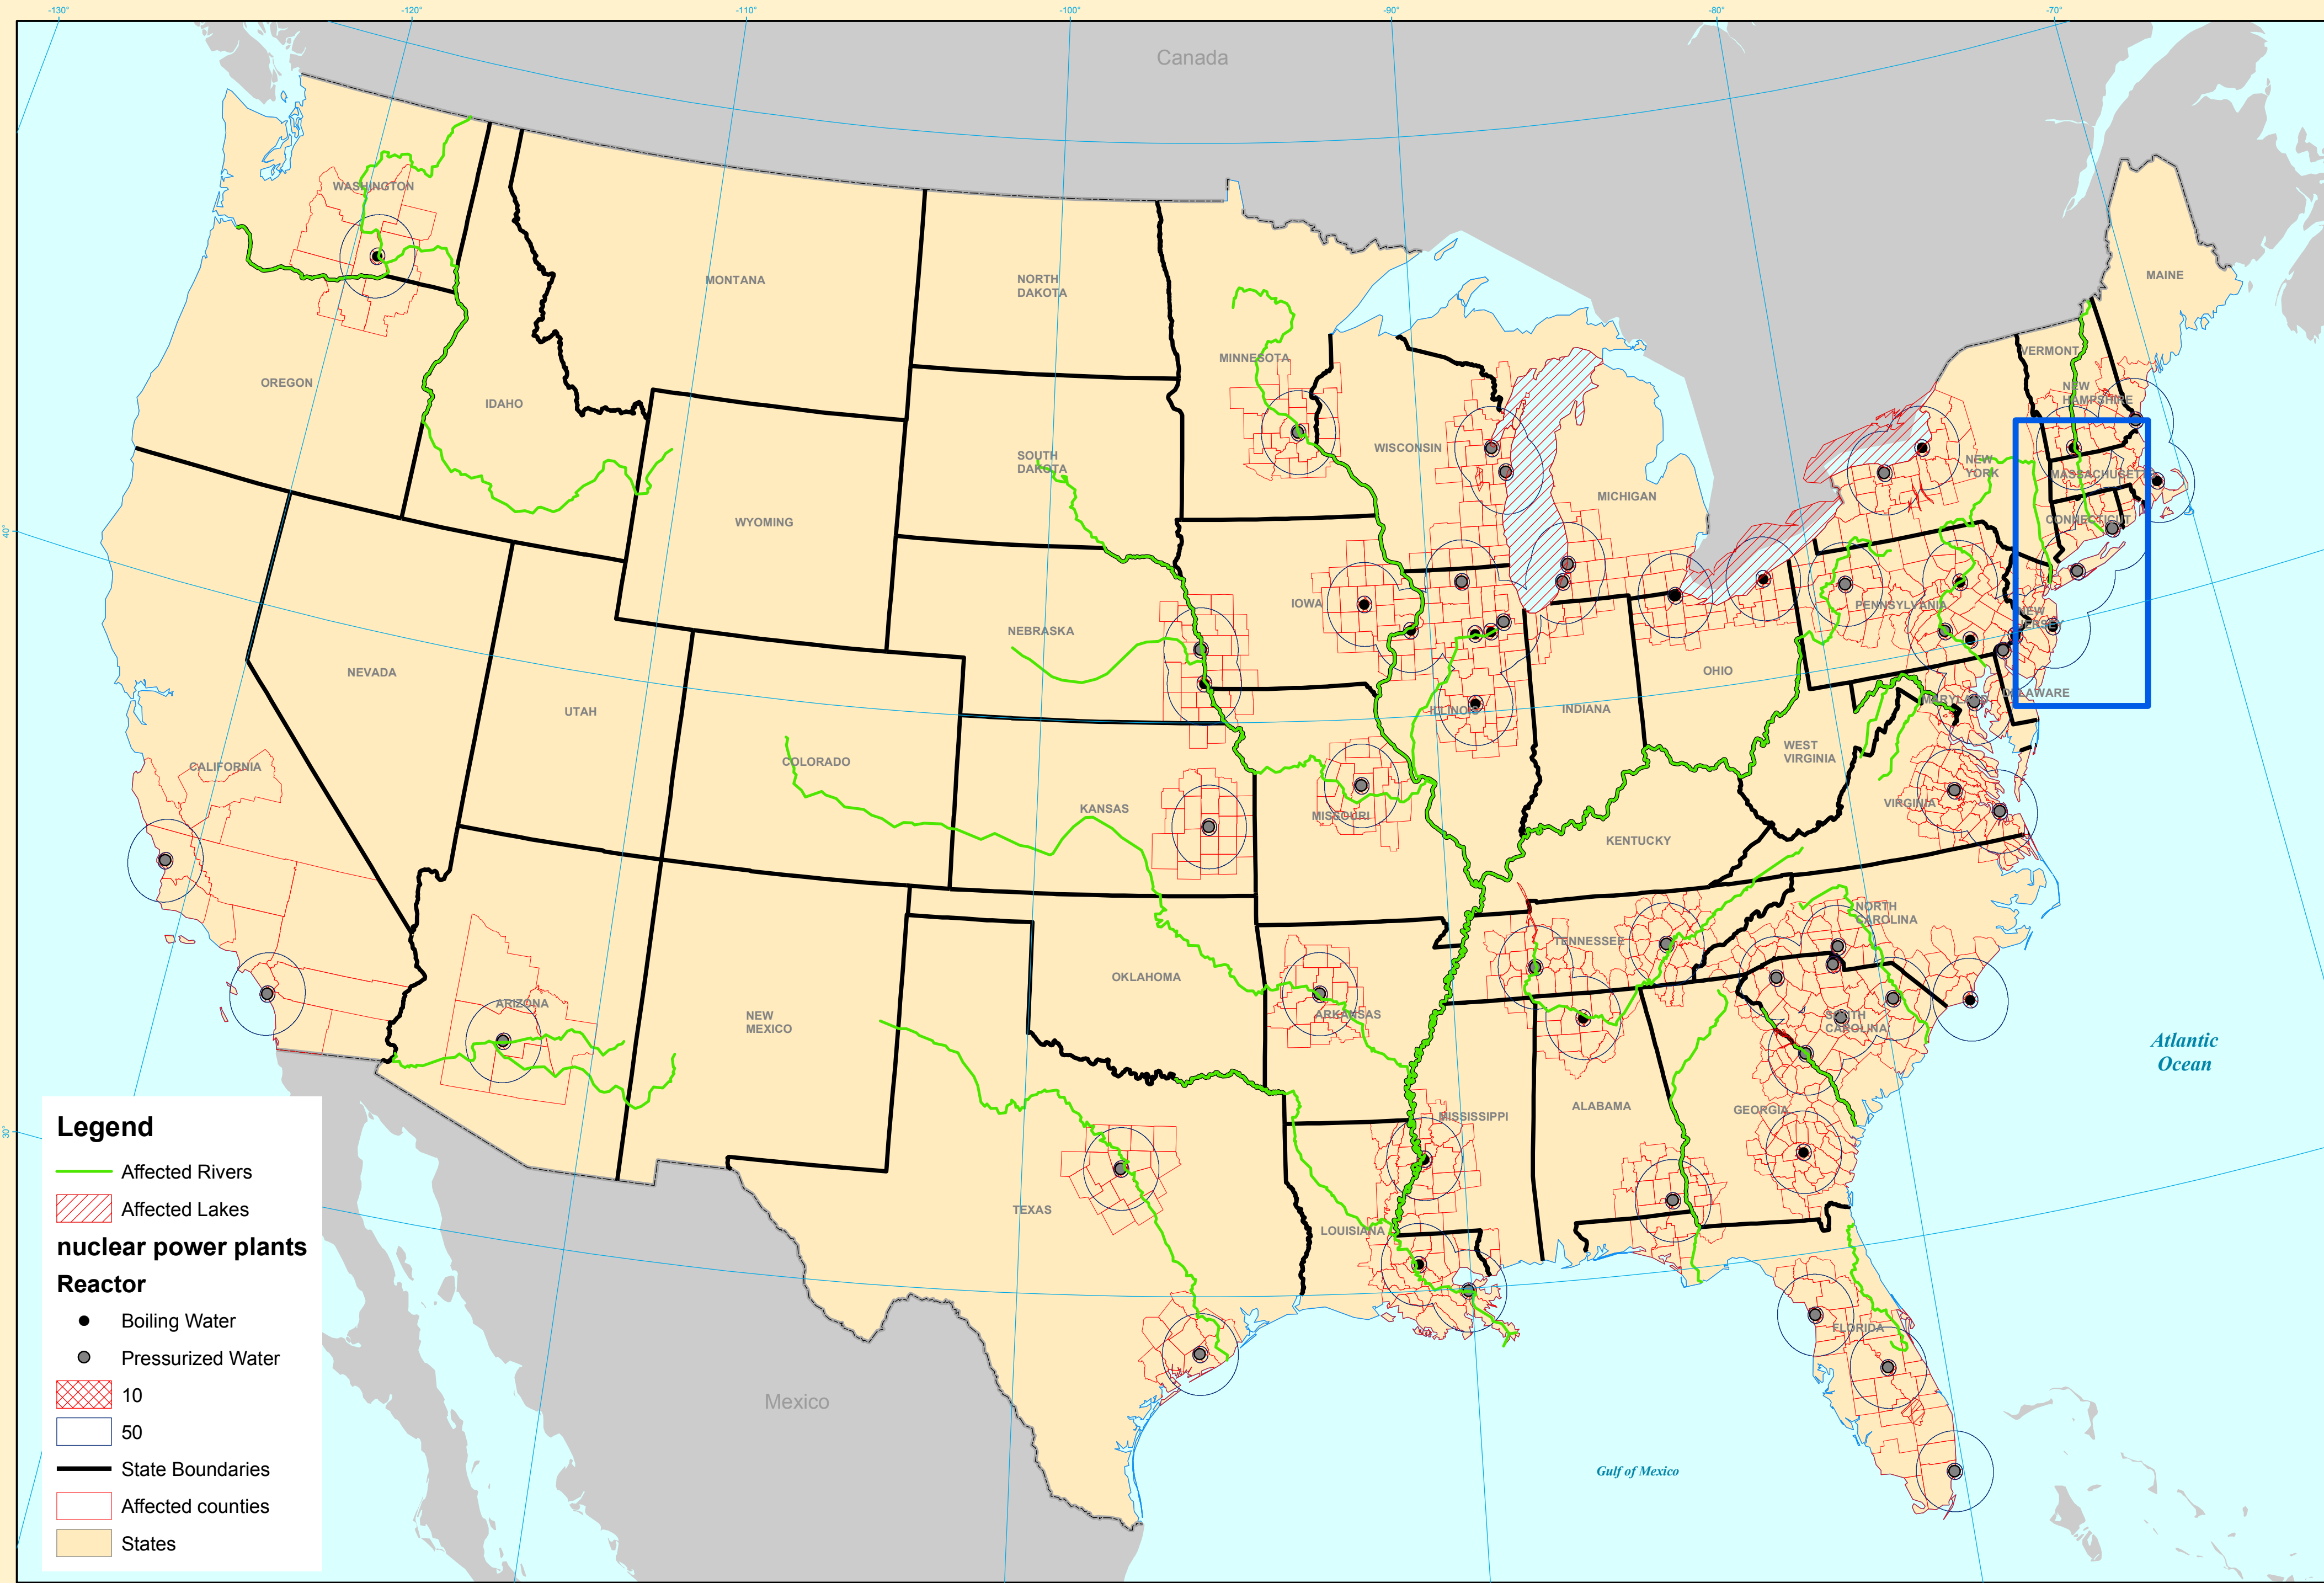 -130°
-120°
-110°
-100°
-90°
-80°
-70°
Canada
WASHINGTON
MAINE
MONTANA
NORTH
DAKOTA
VERMONT
MINNESOTA
OREGON
IDAHO
NEW
HAMPSHIRE
WISCONSIN
SOUTH
DAKOTA
NEW
YORK
MASSACHUSET
MICHIGAN
40°
WYOMING
CONNECTICUT
IOWA
PENNSYLVANIA
NEW
JERSEY
NEBRASKA
NEVADA
OHIO
DELAWARE
MARYLAND
UTAH
ILLINOIS
INDIANA
WEST
VIRGINIA
COLORADO
CALIFORNIA
KANSAS
VIRGINIA
MISSOURI
KENTUCKY
NORTH
CAROLINA
TENNESSEE
OKLAHOMA
ARIZONA
NEW
MEXICO
ARKANSAS
SOUTH
CAROLINA
Atlantic
Ocean
ALABAMA
GEORGIA
MISSISSIPPI
30°
TEXAS
LOUISIANA
FLORIDA
Mexico
Gulf of Mexico
Legend
Affected Rivers
Affected Lakes
nuclear power plants
Reactor
Boiling Water
Pressurized Water
10
50
State Boundaries
Affected counties
States